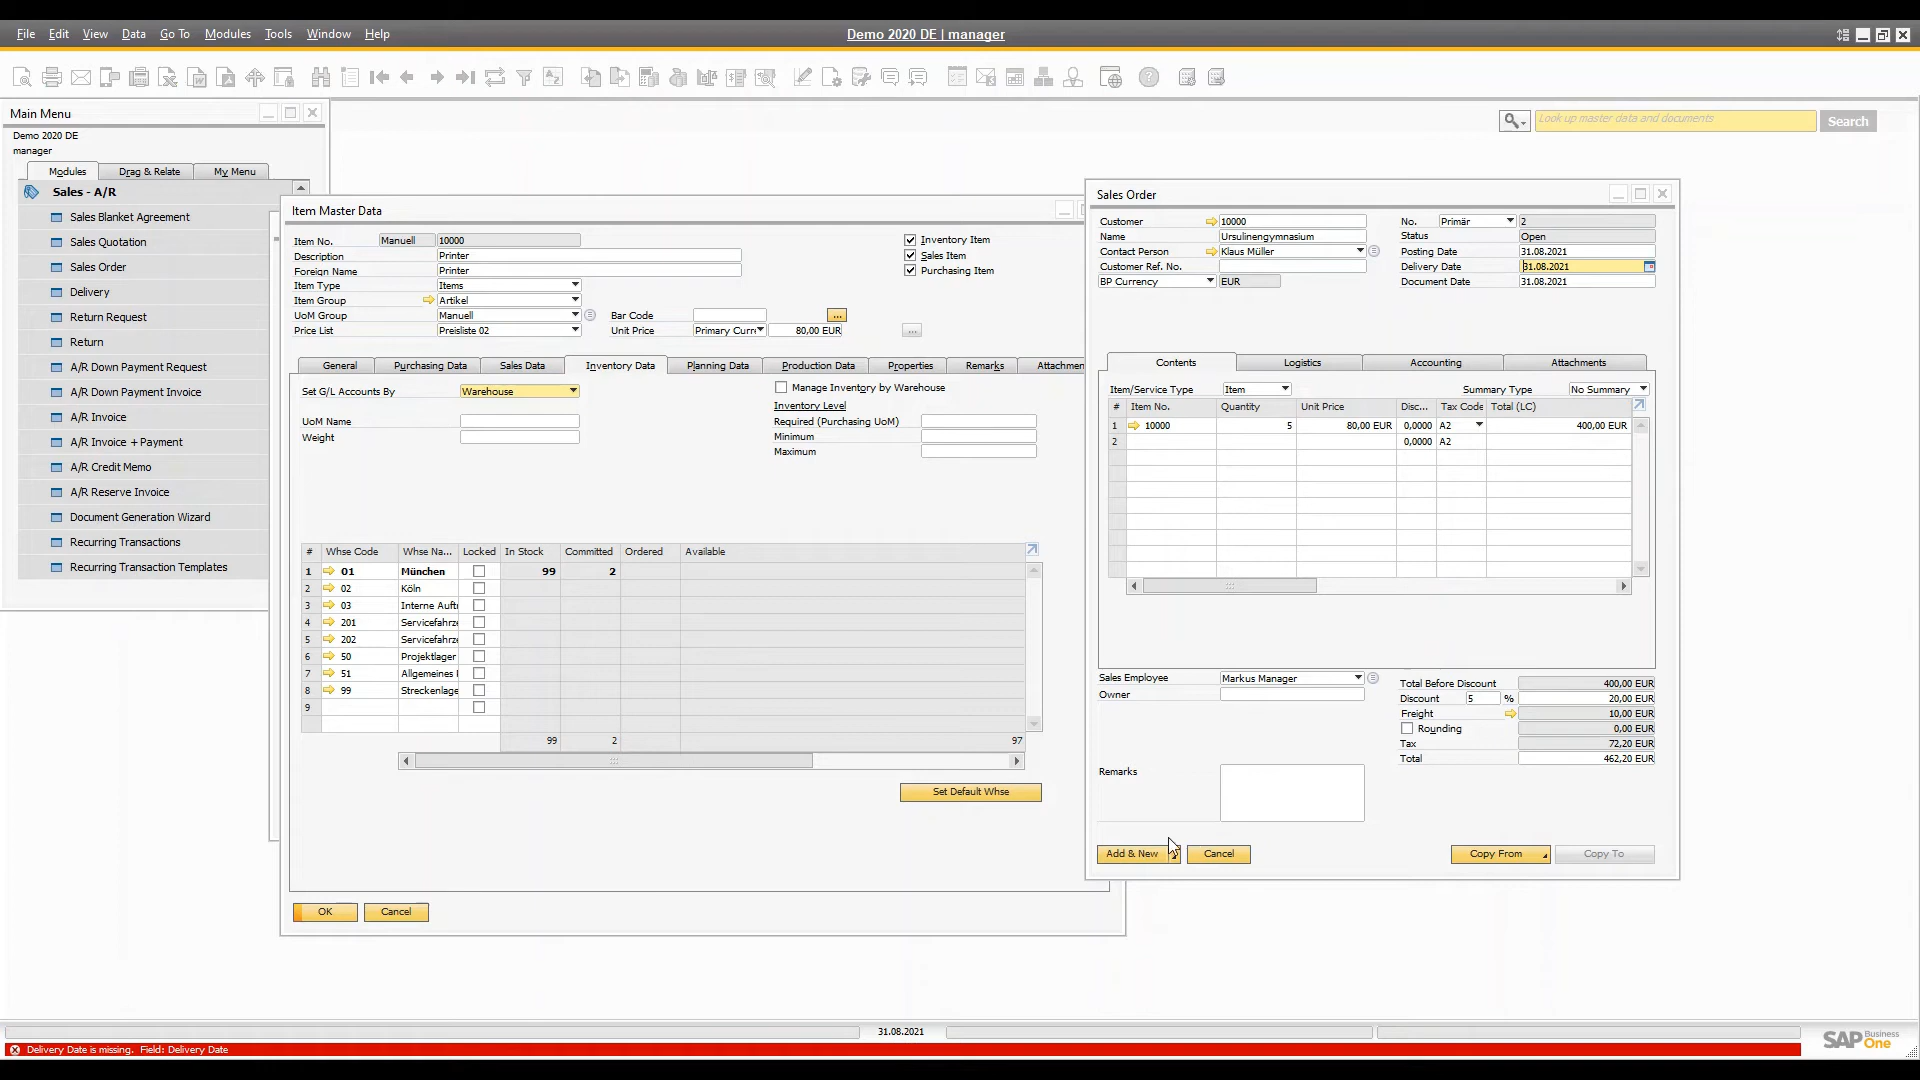 File Edit View Data Go To Modules Tools Window Help
Demo 2020 DE | manager
Main Menu
Demo 2020 DE
manager
Modules Drag & Relate My Menu
Sales - A/R
Sales Blanket Agreement
Sales Quotation
Sales Order
Delivery
Return Request
Return
A/R Down Payment Request
A/R Down Payment Invoice
A/R Invoice
A/R Invoice + Payment
A/R Credit Memo
A/R Reserve Invoice
Document Generation Wizard
Recurring Transactions
Recurring Transaction Templates
Look up master data and documents
Search
Item Master Data
Item No. Manuell 10000
Description Printer
Foreign Name Printer
Item Type Items
Item Group Artikel
UoM Group Manuell
Price List Preisliste 02
Bar Code ...
Unit Price Primary Curre 80,00 EUR ...
Inventory Item
Sales Item
Purchasing Item
General Purchasing Data Sales Data Inventory Data Planning Data Production Data Properties Remarks Attachmen
Set G/L Accounts By Warehouse
UoM Name
Weight
Manage Inventory by Warehouse
Inventory Level
Required (Purchasing UoM)
Minimum
Maximum
# Whse Code Whse Na... Locked In Stock Committed Ordered Available
1 01 München 99 2
2 02 Köln
3 03 Interne Auftr
4 201 Servicefahrze
5 202 Servicefahrze
6 50 Projektlager
7 51 Allgemeines
8 99 Streckenlage
9
99 2 97
Set Default Whse
OK Cancel
Sales Order
Customer 10000
Name Ursulinengymnasium
Contact Person Klaus Müller
Customer Ref. No.
BP Currency EUR
No. Primär 2
Status Open
Posting Date 31.08.2021
Delivery Date 31.08.2021
Document Date 31.08.2021
Contents Logistics Accounting Attachments
Item/Service Type Item Summary Type No Summary
# Item No. Quantity Unit Price Disc... Tax Code Total (LC)
1 10000 5 80,00 EUR 0,0000 A2 400,00 EUR
2 0,0000 A2
Sales Employee Markus Manager
Owner
Total Before Discount 400,00 EUR
Discount 5 % 20,00 EUR
Freight 10,00 EUR
Rounding 0,00 EUR
Tax 72,20 EUR
Total 462,20 EUR
Remarks
Add & New Cancel Copy From Copy To
31.08.2021
Delivery Date is missing. Field: Delivery Date
SAP Business One